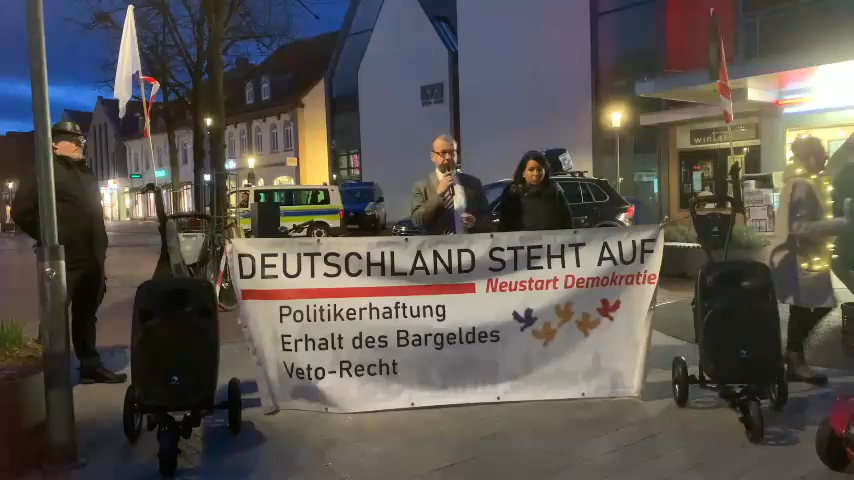 DEUTSCHLAND STEHT AUF
Neustart Demokratie
Politikerhaftung
Erhalt des Bargeldes
Veto-Recht